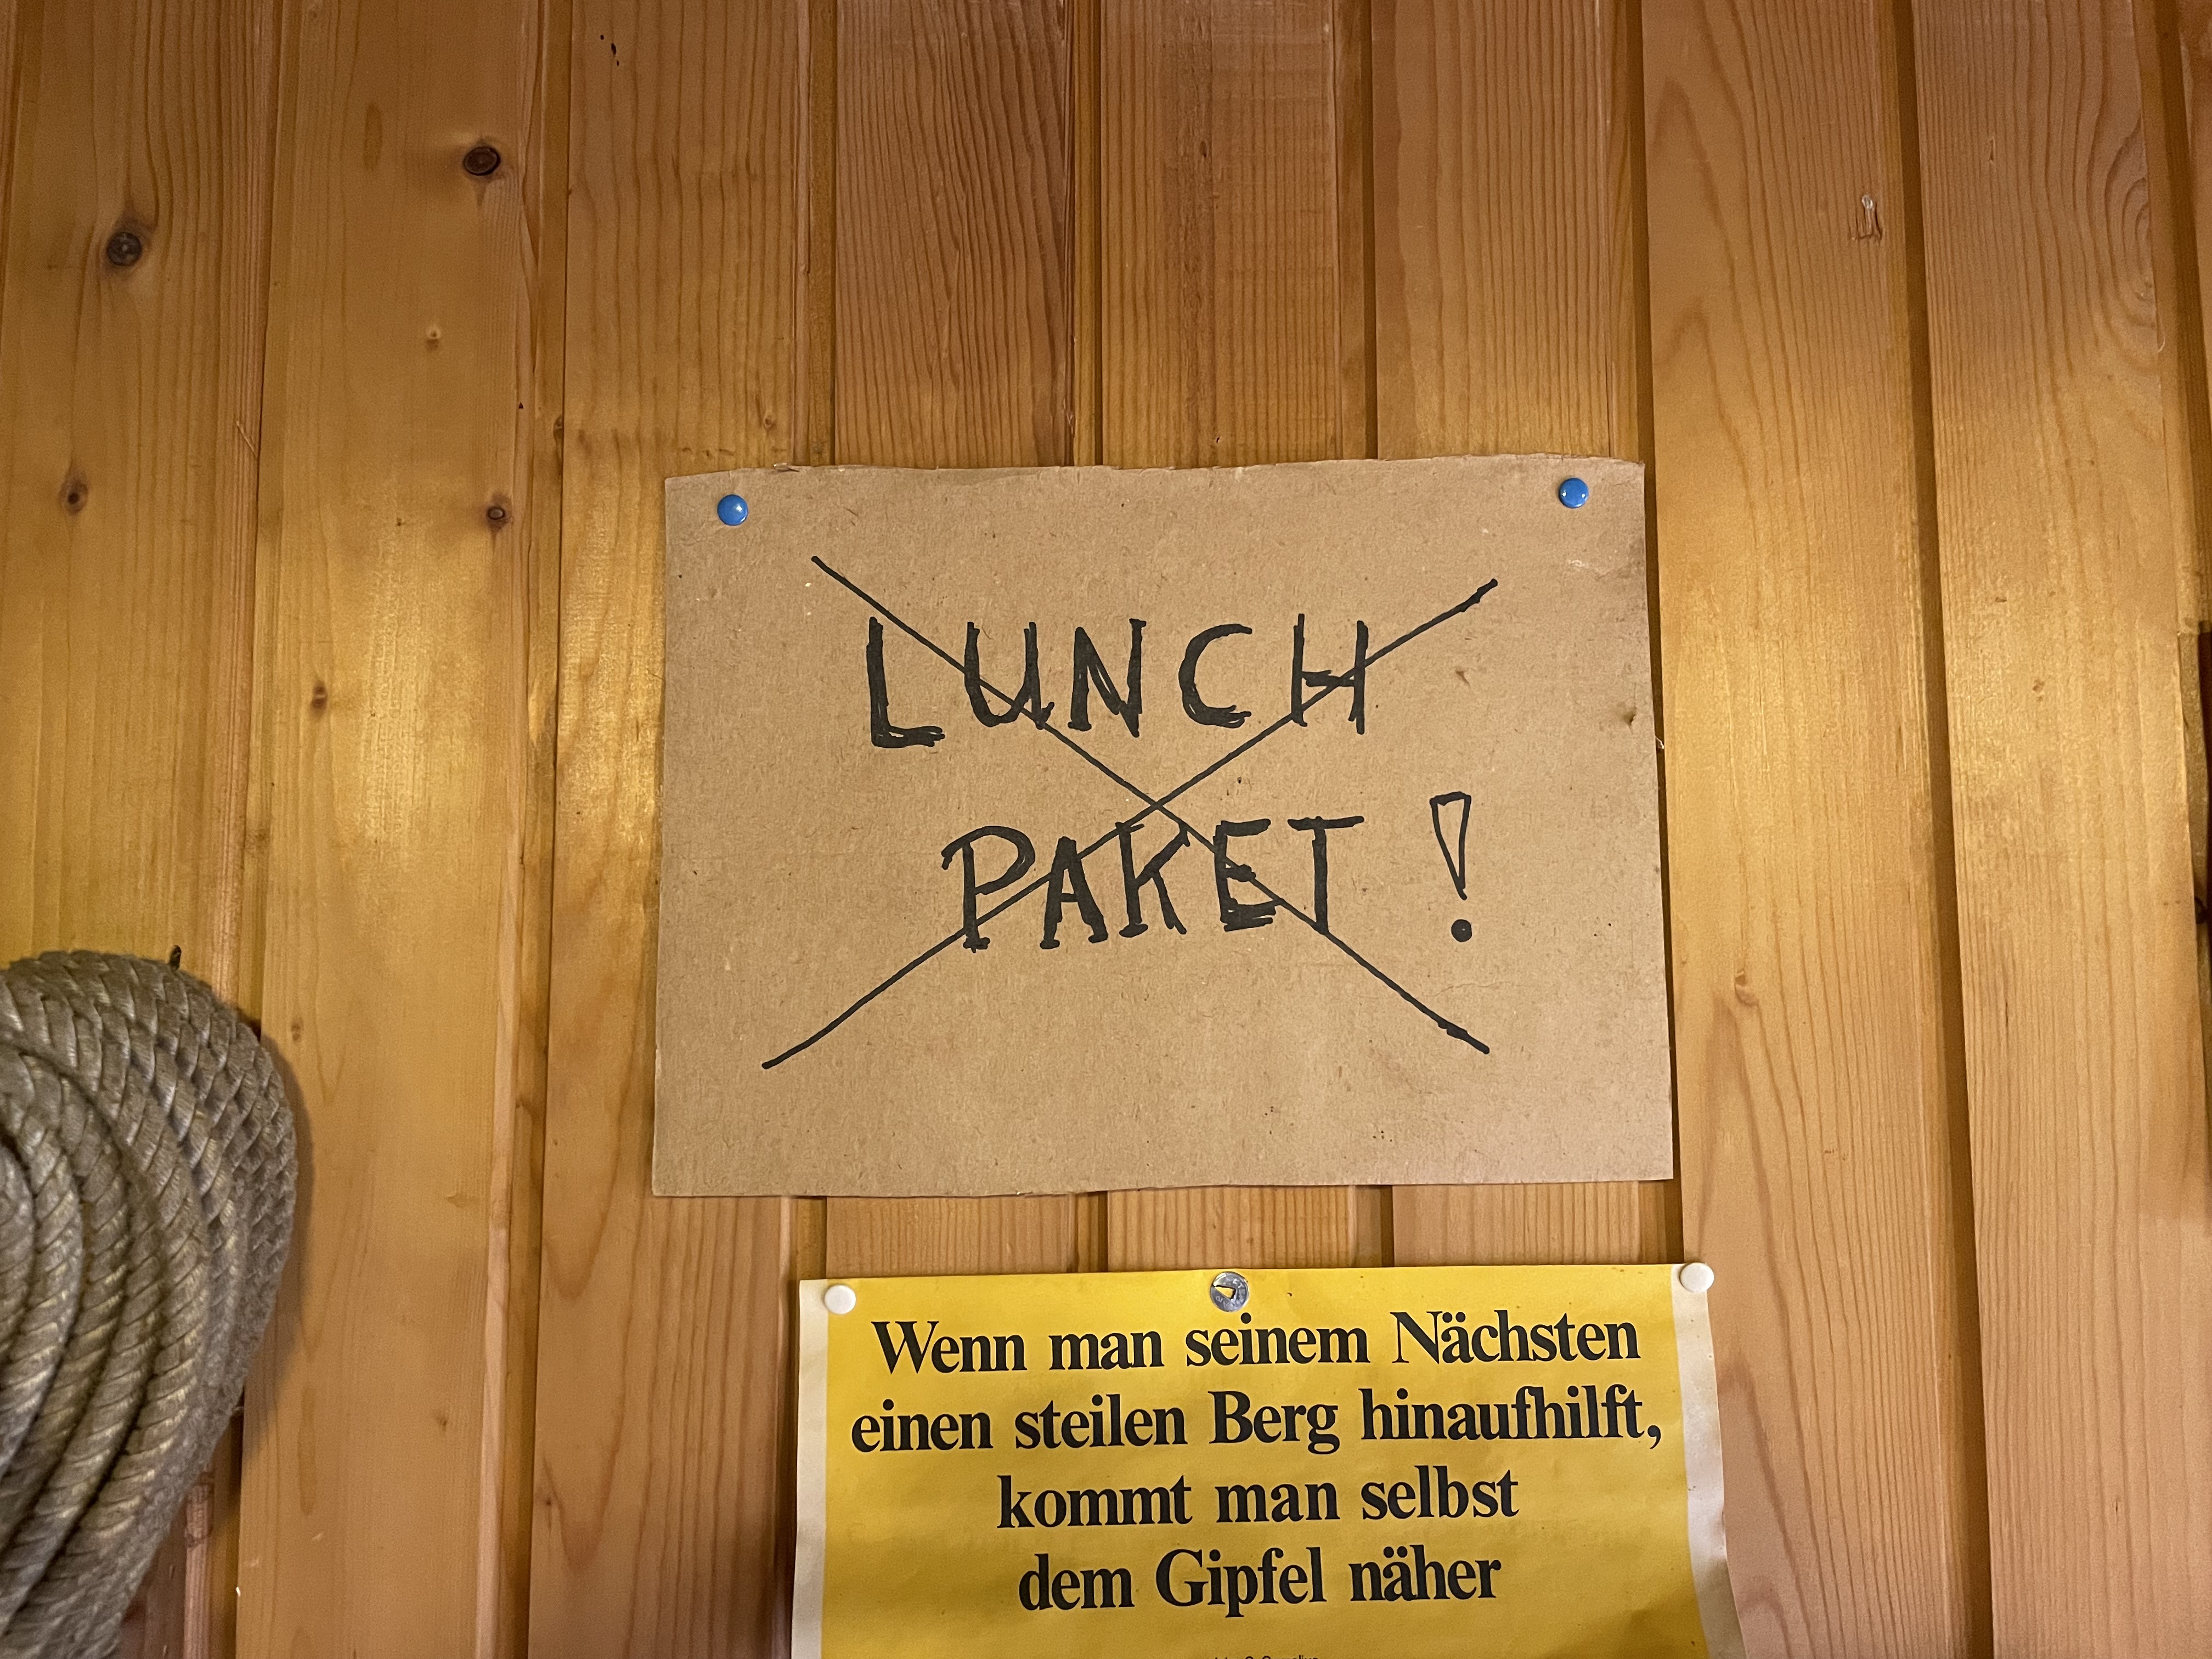 LUNCH
PAKET !
Wenn man seinem Nächsten
einen steilen Berg hinaufhilft,
kommt man selbst
dem Gipfel näher